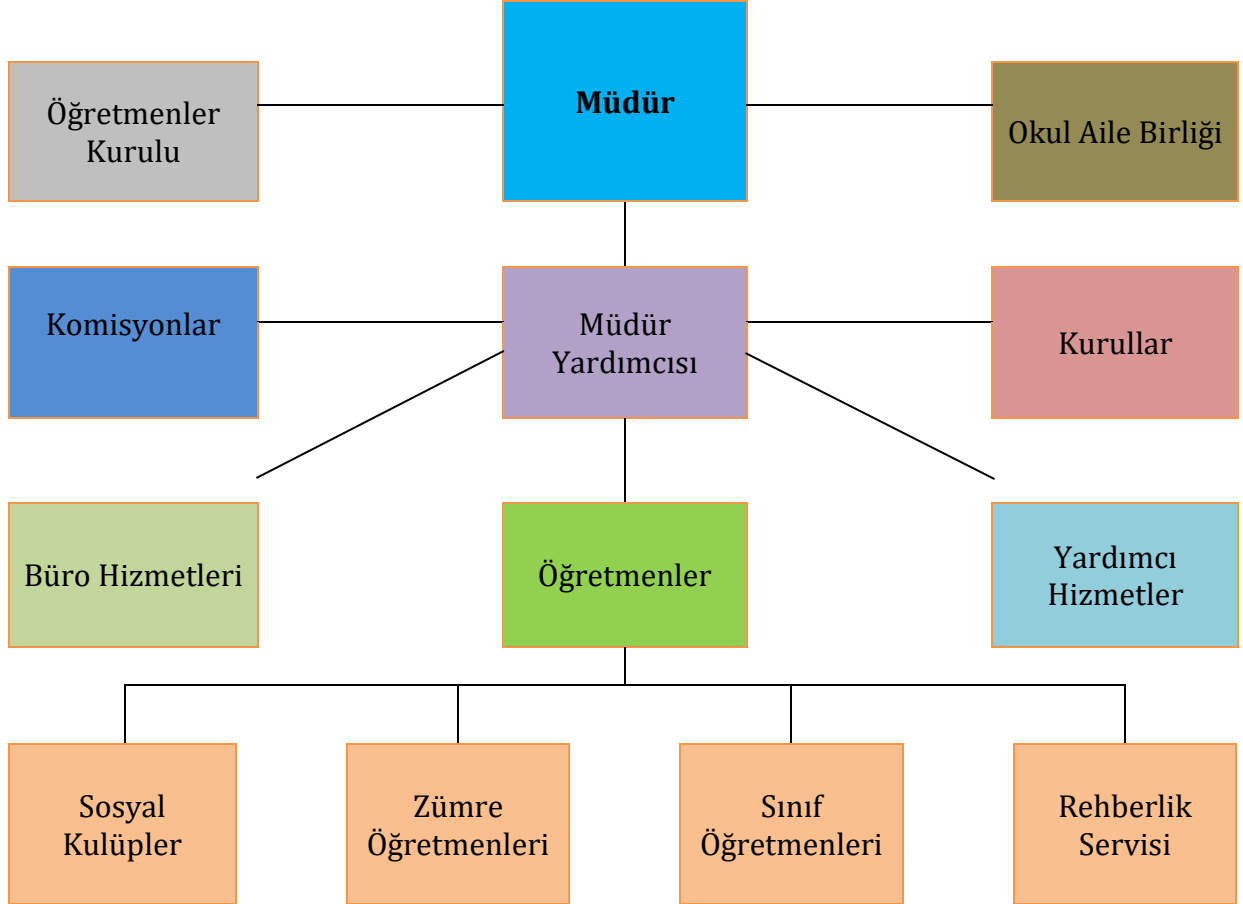 Müdür
Öğretmenler
Kurulu
Okul Aile Birliği
Komisyonlar
Müdür
Yardımcısı
Kurullar
Büro Hizmetleri
Öğretmenler
Yardımcı
Hizmetler
Sosyal
Kulüpler
Zümre
Öğretmenleri
Sınıf
Öğretmenleri
Rehberlik
Servisi